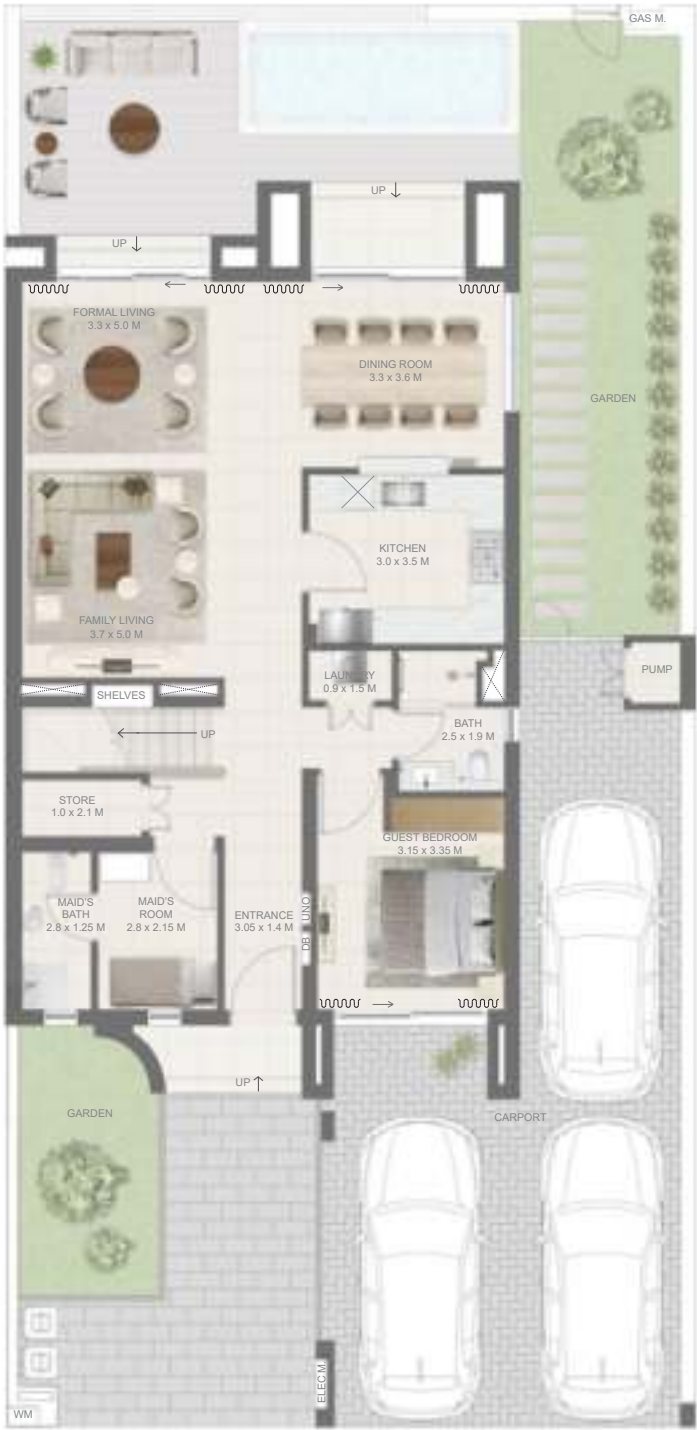 GAS M.
UP
UP
FORMAL LIVING
3.3 x 5.0 M
DINING ROOM
3.3 x 3.6 M
GARDEN
KITCHEN
3.0 x 3.5 M
FAMILY LIVING
3.7 x 5.0 M
LAUNDRY
0.9 x 1.5 M
PUMP
SHELVES
BATH
2.5 x 1.9 M
UP
STORE
1.0 x 2.1 M
GUEST BEDROOM
3.15 x 3.35 M
MAID'S
BATH
2.8 x 1.25 M
MAID'S
ROOM
2.8 x 2.15 M
ENTRANCE
3.05 x 1.4 M
DB
UNO
UP
GARDEN
CARPORT
ELEC M.
WM